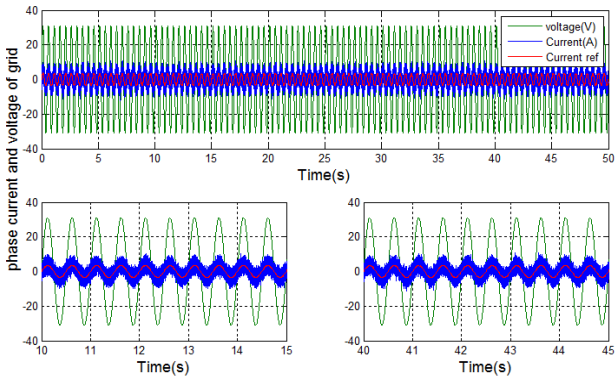 phase current and voltage of grid
40
20
0
-20
-40
voltage(V)
Current(A)
Current ref
0 5 10 15 20 25 30 35 40 45 50
Time(s)
40
20
0
-20
-40
10 11 12 13 14 15
Time(s)
40
20
0
-20
-40
40 41 42 43 44 45
Time(s)